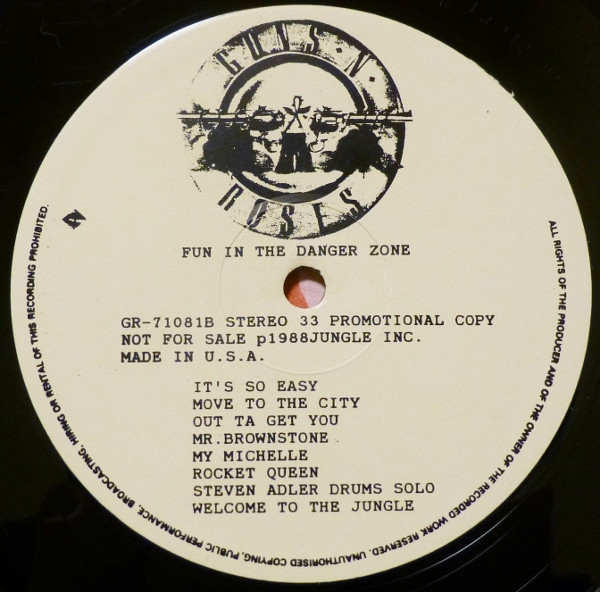 GUNS · N ·
ROSES
FUN IN THE DANGER ZONE
A
GR-71081B STEREO 33 PROMOTIONAL COPY
NOT FOR SALE p1988JUNGLE INC.
MADE IN U.S.A.
IT'S SO EASY
MOVE TO THE CITY
OUT TA GET YOU
MR.BROWNSTONE
MY MICHELLE
ROCKET QUEEN
STEVEN ADLER DRUMS SOLO
WELCOME TO THE JUNGLE
ALL RIGHTS OF THE PRODUCER AND OF THE OWNER OF THE RECORDED WORK RESERVED. UNAUTHORISED COPYING, PUBLIC PERFORMANCE, BROADCASTING, HIRING OR RENTAL OF THIS RECORDING PROHIBITED.